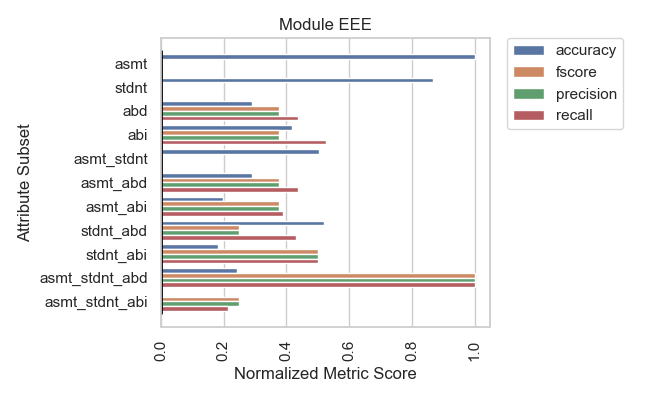 Module EEE
accuracy
fscore
precision
recall
Attribute Subset
asmt
stdnt
abd
abi
asmt_stdnt
asmt_abd
asmt_abi
stdnt_abd
stdnt_abi
asmt_stdnt_abd
asmt_stdnt_abi
0.0 0.2 0.4 0.6 0.8 1.0
Normalized Metric Score